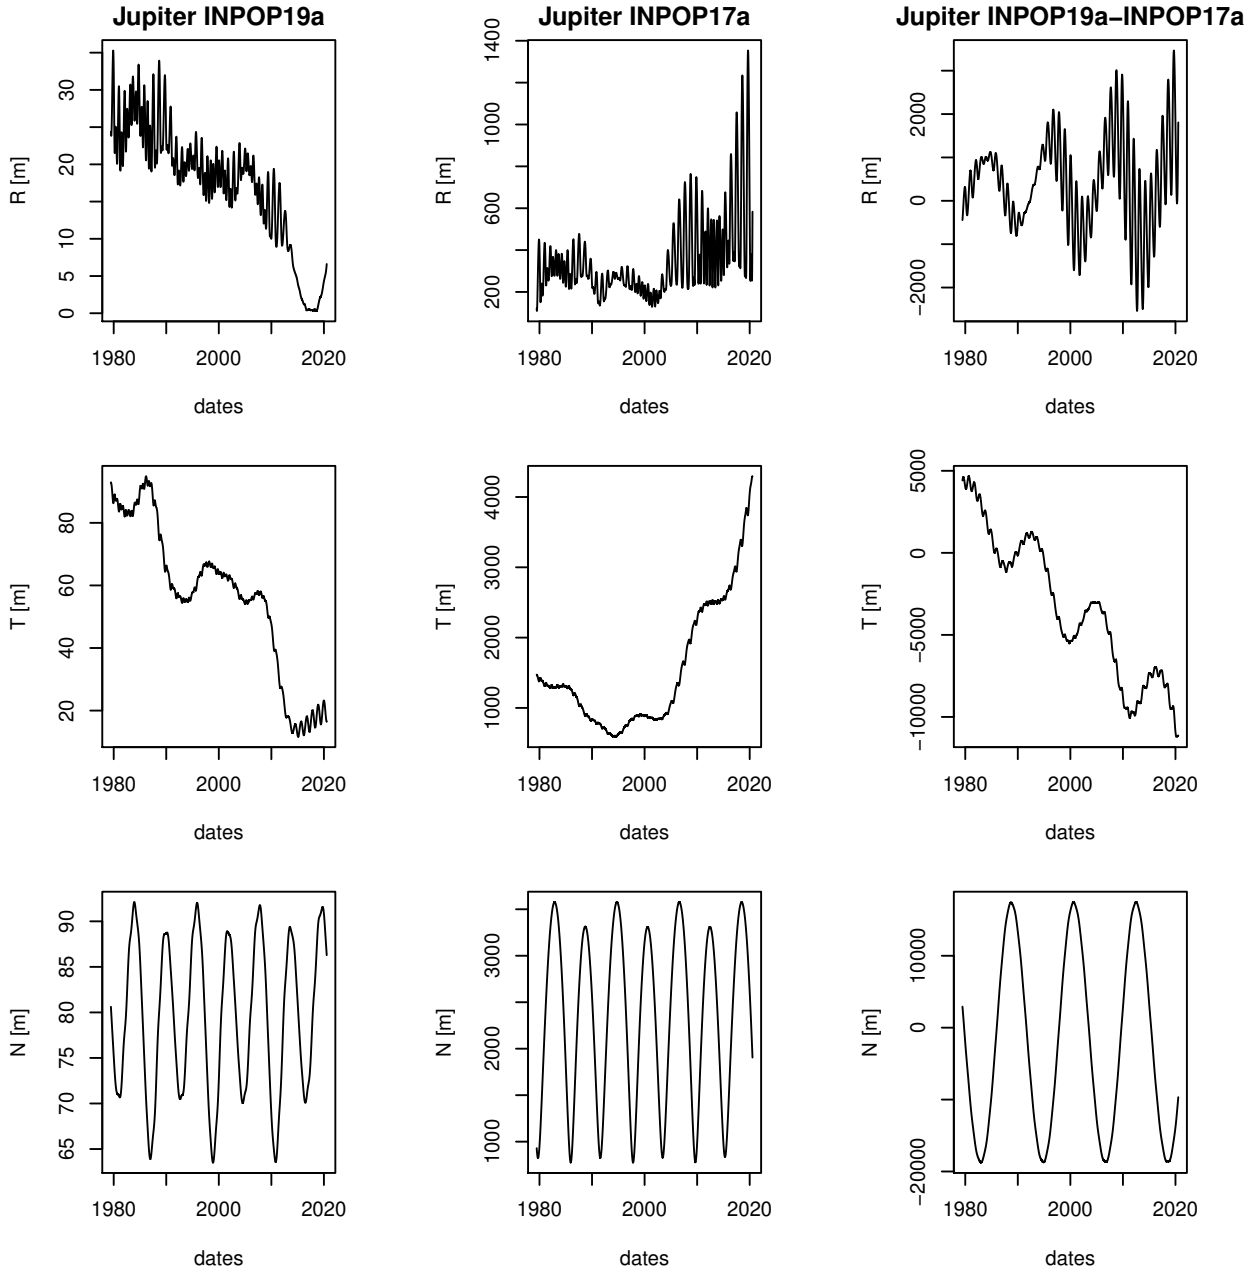 Jupiter INPOP19a
R [m]
30
20
10
5
0
1980 2000 2020
dates
Jupiter INPOP17a
R [m]
1400
1000
600
200
1980 2000 2020
dates
Jupiter INPOP19a−INPOP17a
R [m]
2000
0
−2000
1980 2000 2020
dates
T [m]
80
60
40
20
1980 2000 2020
dates
T [m]
4000
3000
2000
1000
1980 2000 2020
dates
T [m]
5000
0
−5000
−10000
1980 2000 2020
dates
N [m]
90
85
80
75
70
65
1980 2000 2020
dates
N [m]
3000
2000
1000
1980 2000 2020
dates
N [m]
10000
0
−20000
1980 2000 2020
dates